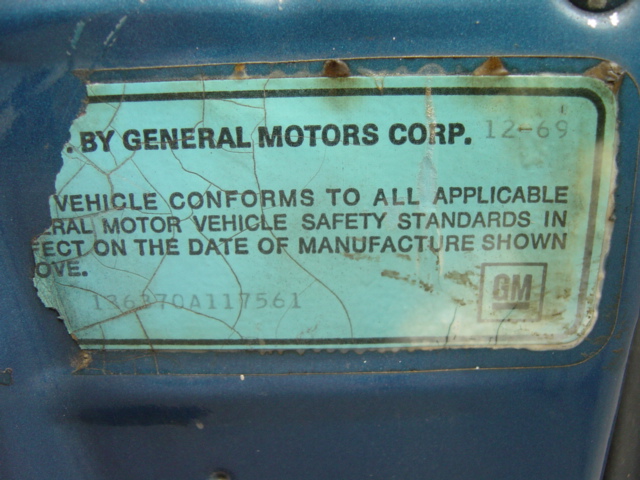 . BY GENERAL MOTORS CORP. 12-69
VEHICLE CONFORMS TO ALL APPLICABLE
ERAL MOTOR VEHICLE SAFETY STANDARDS IN
FECT ON THE DATE OF MANUFACTURE SHOWN
OVE.
136370A117561
GM